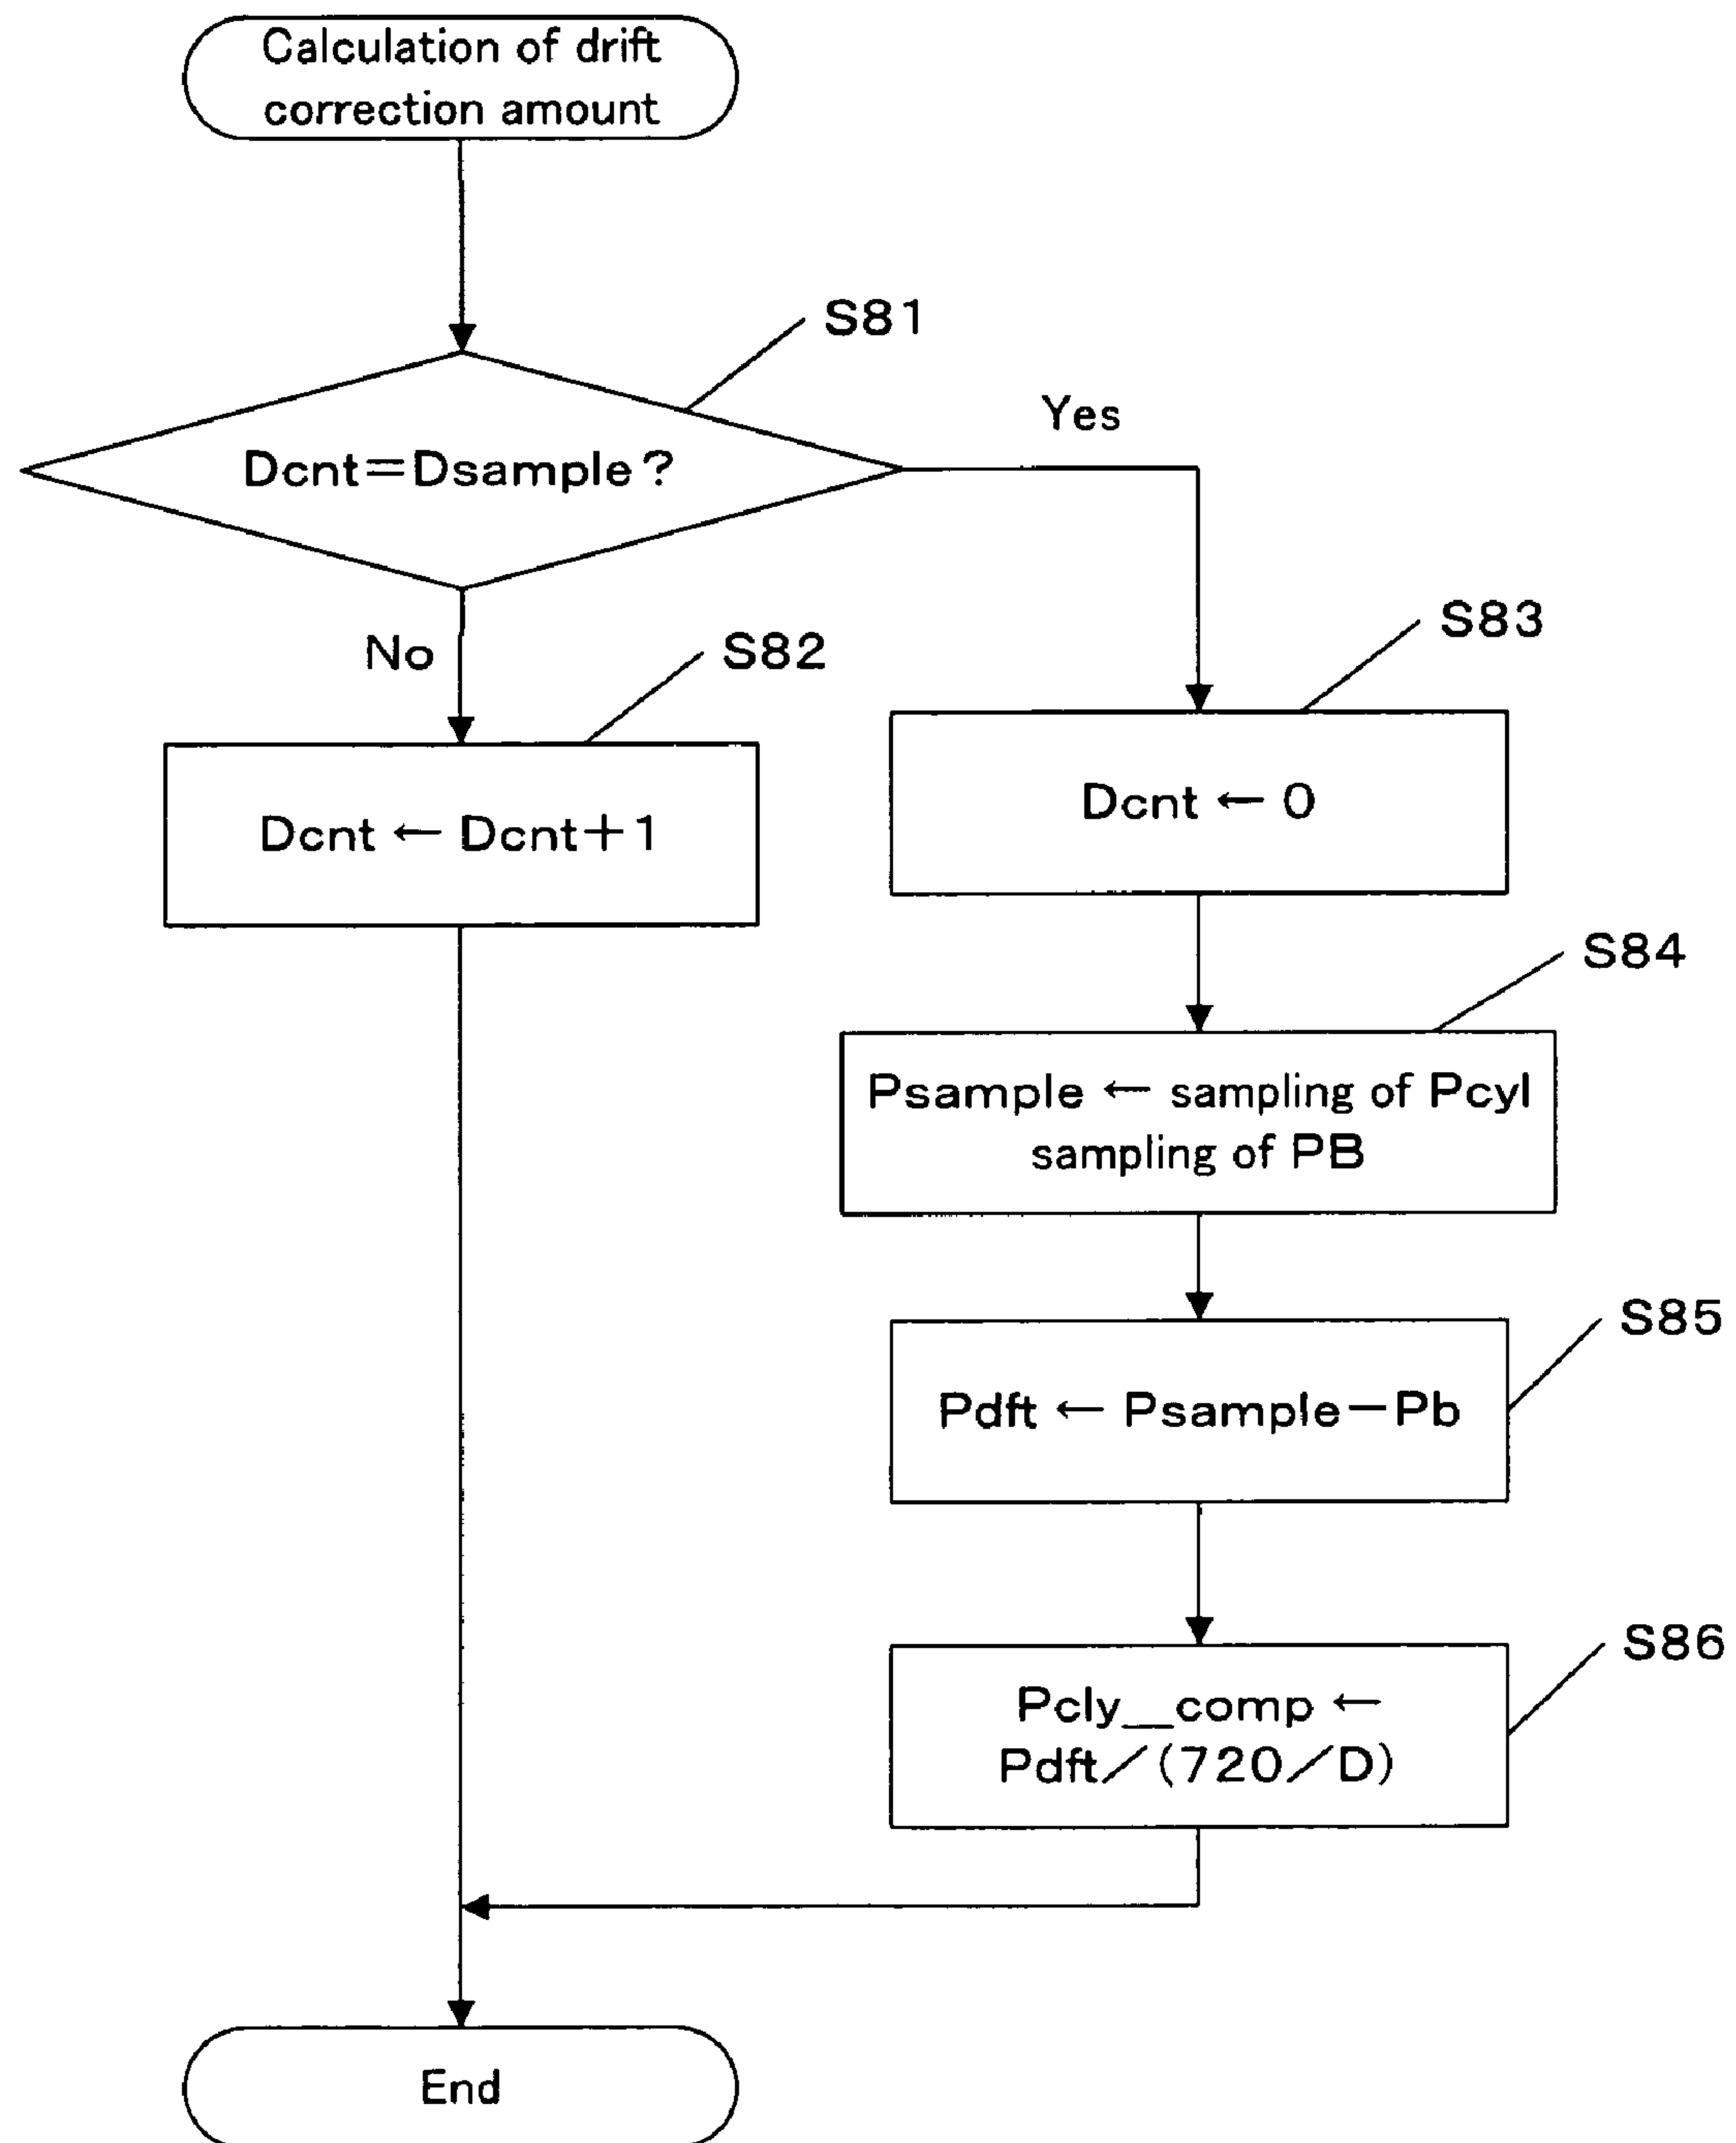 Calculation of drift
correction amount
S81
Yes
Dcnt=Dsample?
S83
No
S82
Dcnt ← 0
Dcnt ← Dcnt+1
S84
Psample ← sampling of Pcyl
sampling of PB
S85
Pdft ← Psample−Pb
S86
Pcly_comp ←
Pdft/(720/D)
End